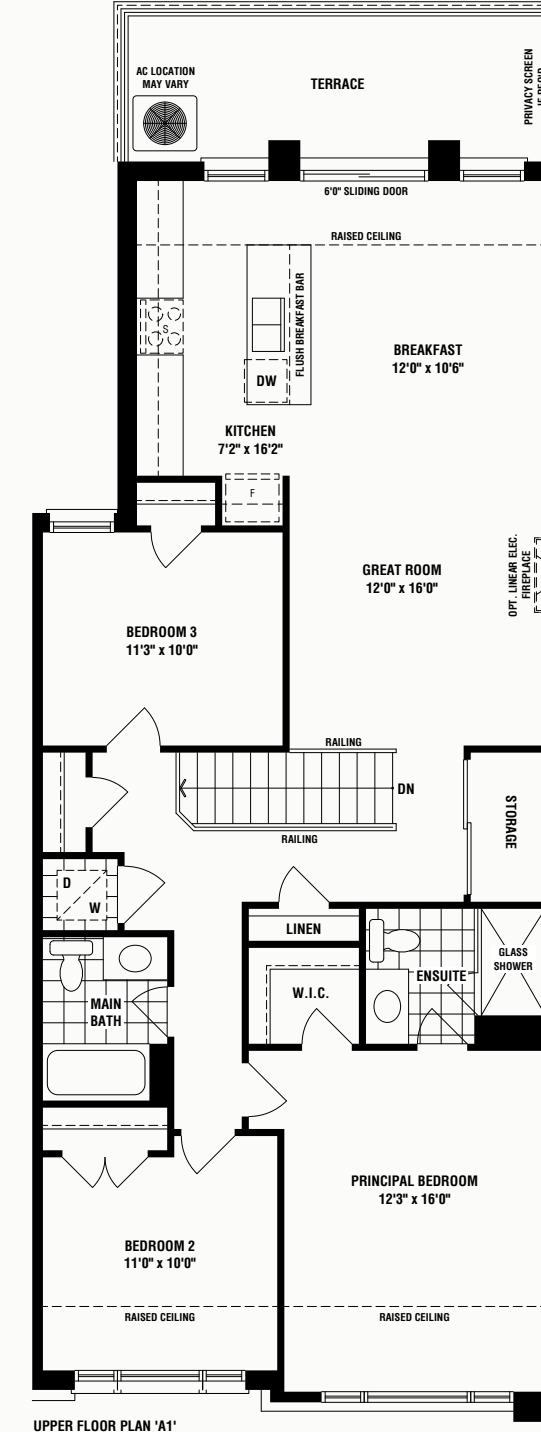 AC LOCATION
MAY VARY
TERRACE
PRIVACY SCREEN
6'0" SLIDING DOOR
RAISED CEILING
FLUSH BREAKFAST BAR
S
DW
BREAKFAST
12'0" x 10'6"
KITCHEN
7'2" x 16'2"
F
GREAT ROOM
12'0" x 16'0"
OPT. LINEAR ELEC.
FIREPLACE
BEDROOM 3
11'3" x 10'0"
RAILING
DN
STORAGE
RAILING
D
W
LINEN
GLASS
SHOWER
ENSUITE
W.I.C.
MAIN
BATH
PRINCIPAL BEDROOM
12'3" x 16'0"
BEDROOM 2
11'0" x 10'0"
RAISED CEILING
RAISED CEILING
UPPER FLOOR PLAN 'A1'